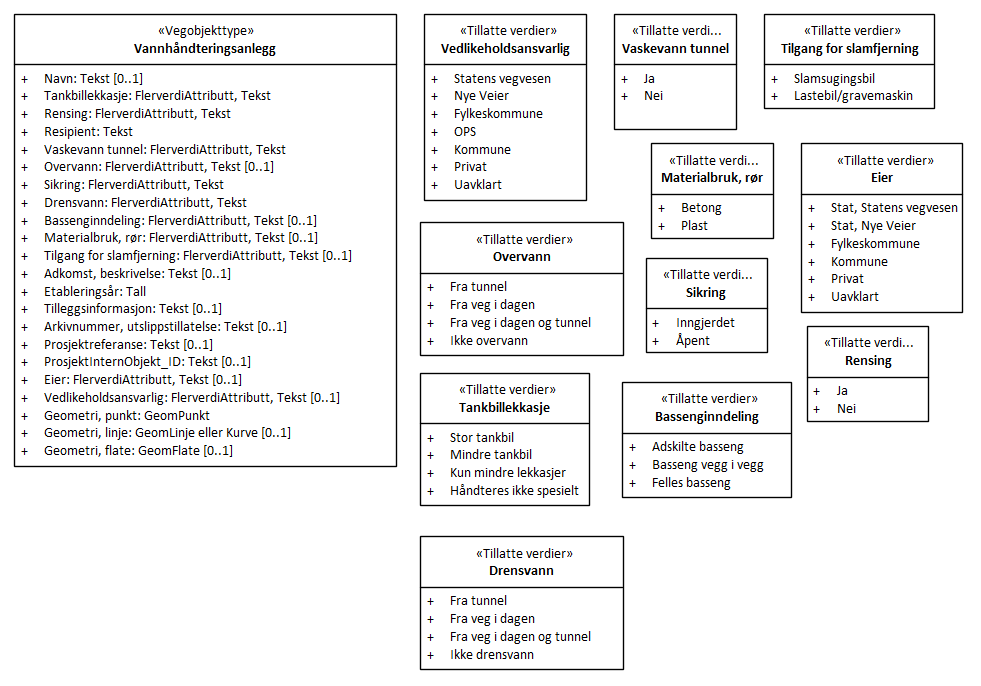 «Vegobjekttype»
Vannhåndteringsanlegg
+ Navn: Tekst [0..1]
+ Tankbillekkasje: FlerverdiAttributt, Tekst
+ Rensing: FlerverdiAttributt, Tekst
+ Resipient: Tekst
+ Vaskevann tunnel: FlerverdiAttributt, Tekst
+ Overvann: FlerverdiAttributt, Tekst [0..1]
+ Sikring: FlerverdiAttributt, Tekst
+ Drensvann: FlerverdiAttributt, Tekst
+ Bassenginndeling: FlerverdiAttributt, Tekst [0..1]
+ Materialbruk, rør: FlerverdiAttributt, Tekst [0..1]
+ Tilgang for slamfjerning: FlerverdiAttributt, Tekst [0..1]
+ Adkomst, beskrivelse: Tekst [0..1]
+ Etableringsår: Tall
+ Tilleggsinformasjon: Tekst [0..1]
+ Arkivnummer, utslippstillatelse: Tekst [0..1]
+ Prosjektreferanse: Tekst [0..1]
+ ProsjektInternObjekt_ID: Tekst [0..1]
+ Eier: FlerverdiAttributt, Tekst [0..1]
+ Vedlikeholdsansvarlig: FlerverdiAttributt, Tekst [0..1]
+ Geometri, punkt: GeomPunkt
+ Geometri, linje: GeomLinje eller Kurve [0..1]
+ Geometri, flate: GeomFlate [0..1]
«Tillatte verdier»
Vedlikeholdsansvarlig
+ Statens vegvesen
+ Nye Veier
+ Fylkeskommune
+ OPS
+ Kommune
+ Privat
+ Uavklart
«Tillatte verdi...
Vaskevann tunnel
+ Ja
+ Nei
«Tillatte verdier»
Tilgang for slamfjerning
+ Slamsugingsbil
+ Lastebil/gravemaskin
«Tillatte verdi...
Materialbruk, rør
+ Betong
+ Plast
«Tillatte verdier»
Eier
+ Stat, Statens vegvesen
+ Stat, Nye Veier
+ Fylkeskommune
+ Kommune
+ Privat
+ Uavklart
«Tillatte verdier»
Overvann
+ Fra tunnel
+ Fra veg i dagen
+ Fra veg i dagen og tunnel
+ Ikke overvann
«Tillatte verdi...
Sikring
+ Inngjerdet
+ Åpent
«Tillatte verdi...
Rensing
+ Ja
+ Nei
«Tillatte verdier»
Tankbillekkasje
+ Stor tankbil
+ Mindre tankbil
+ Kun mindre lekkasjer
+ Håndteres ikke spesielt
«Tillatte verdier»
Bassenginndeling
+ Adskilte basseng
+ Basseng vegg i vegg
+ Felles basseng
«Tillatte verdier»
Drensvann
+ Fra tunnel
+ Fra veg i dagen
+ Fra veg i dagen og tunnel
+ Ikke drensvann